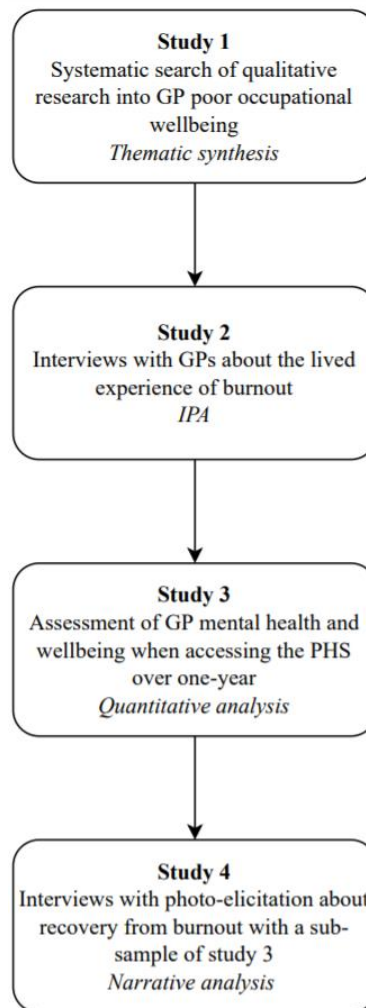 Study 1
Systematic search of qualitative
research into GP poor occupational
wellbeing
Thematic synthesis
Study 2
Interviews with GPs about the lived
experience of burnout
IPA
Study 3
Assessment of GP mental health and
wellbeing when accessing the PHS
over one-year
Quantitative analysis
Study 4
Interviews with photo-elicitation about
recovery from burnout with a sub-
sample of study 3
Narrative analysis